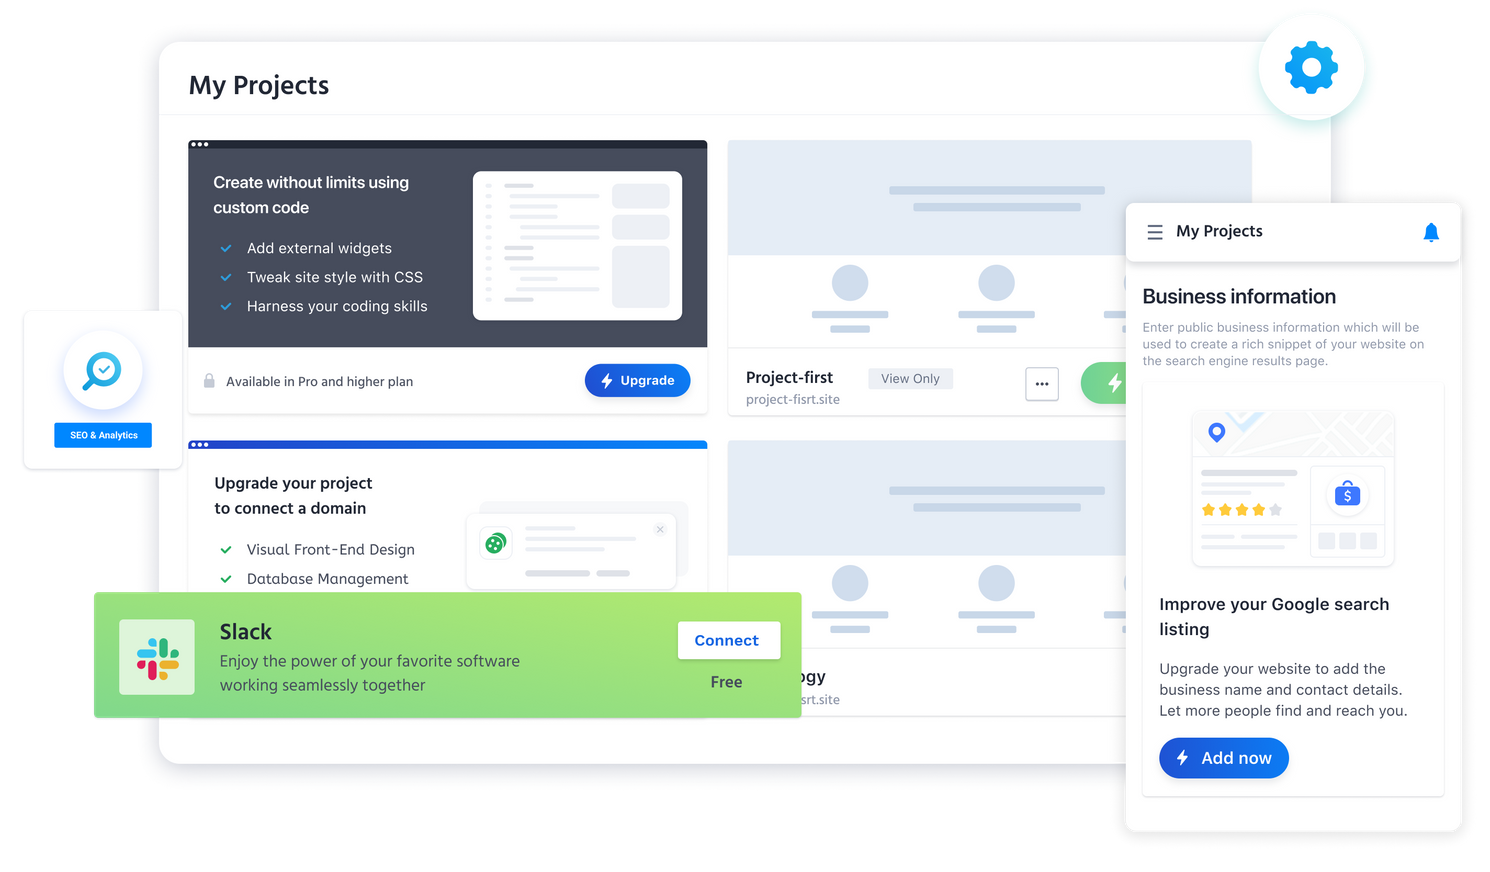 My Projects
Create without limits using
custom code
Add external widgets
Tweak site style with CSS
Harness your coding skills
Available in Pro and higher plan
Upgrade
Project-first
View Only
project-fisrt.site
SEO & Analytics
Upgrade your project
to connect a domain
Visual Front-End Design
Database Management
Slack
Enjoy the power of your favorite software
working seamlessly together
Connect
Free
ogy
srt.site
My Projects
Business information
Enter public business information which will be
used to create a rich snippet of your website on
the search engine results page.
$
Improve your Google search
listing
Upgrade your website to add the
business name and contact details.
Let more people find and reach you.
Add now